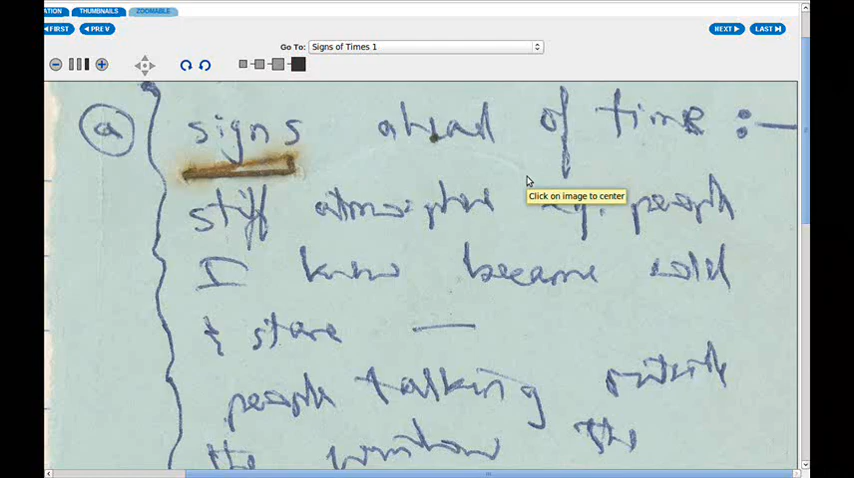 ATION THUMBNAILS ZOOMABLE
FIRST PREV NEXT LAST
Go To: Signs of Times 1
a signs ahead of time :—
stiff atmosphere e.g. people
Click on image to center
I know became cold
& stare —
people talking outside
the window the